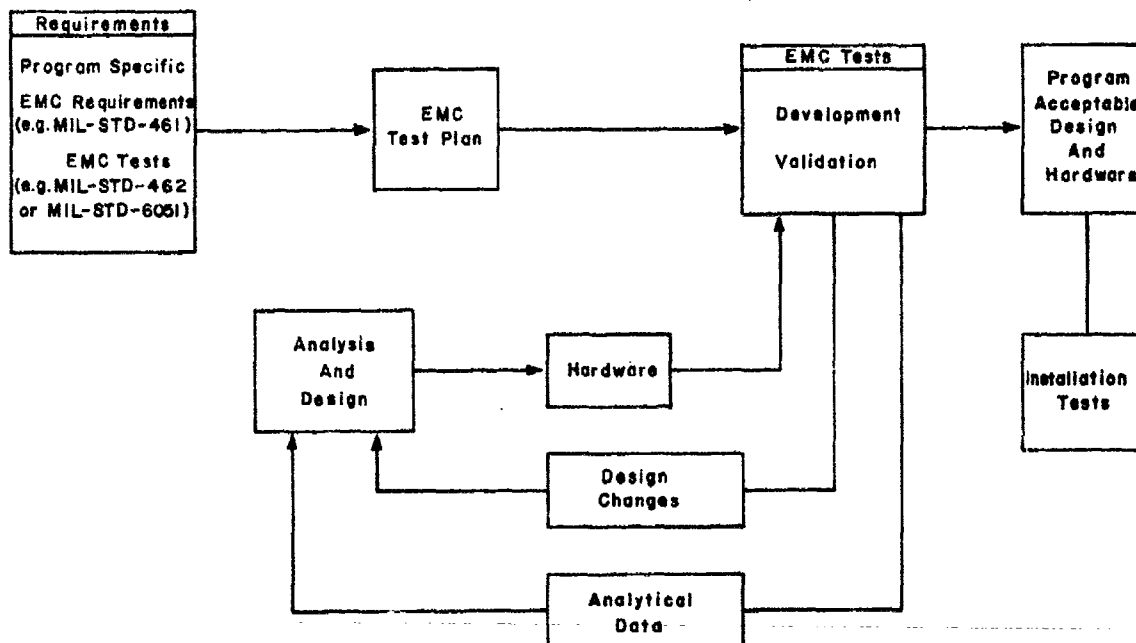 Requirements
Program Specific
EMC Requirements
(e.g. MIL-STD-461)
EMC Tests
(e.g. MIL-STD-462
or MIL-STD-6051)
EMC
Test Plan
EMC Tests
Development
Validation
Program
Acceptable
Design
And
Hardware
Analysis
And
Design
Hardware
Installation
Tests
Design
Changes
Analytical
Data